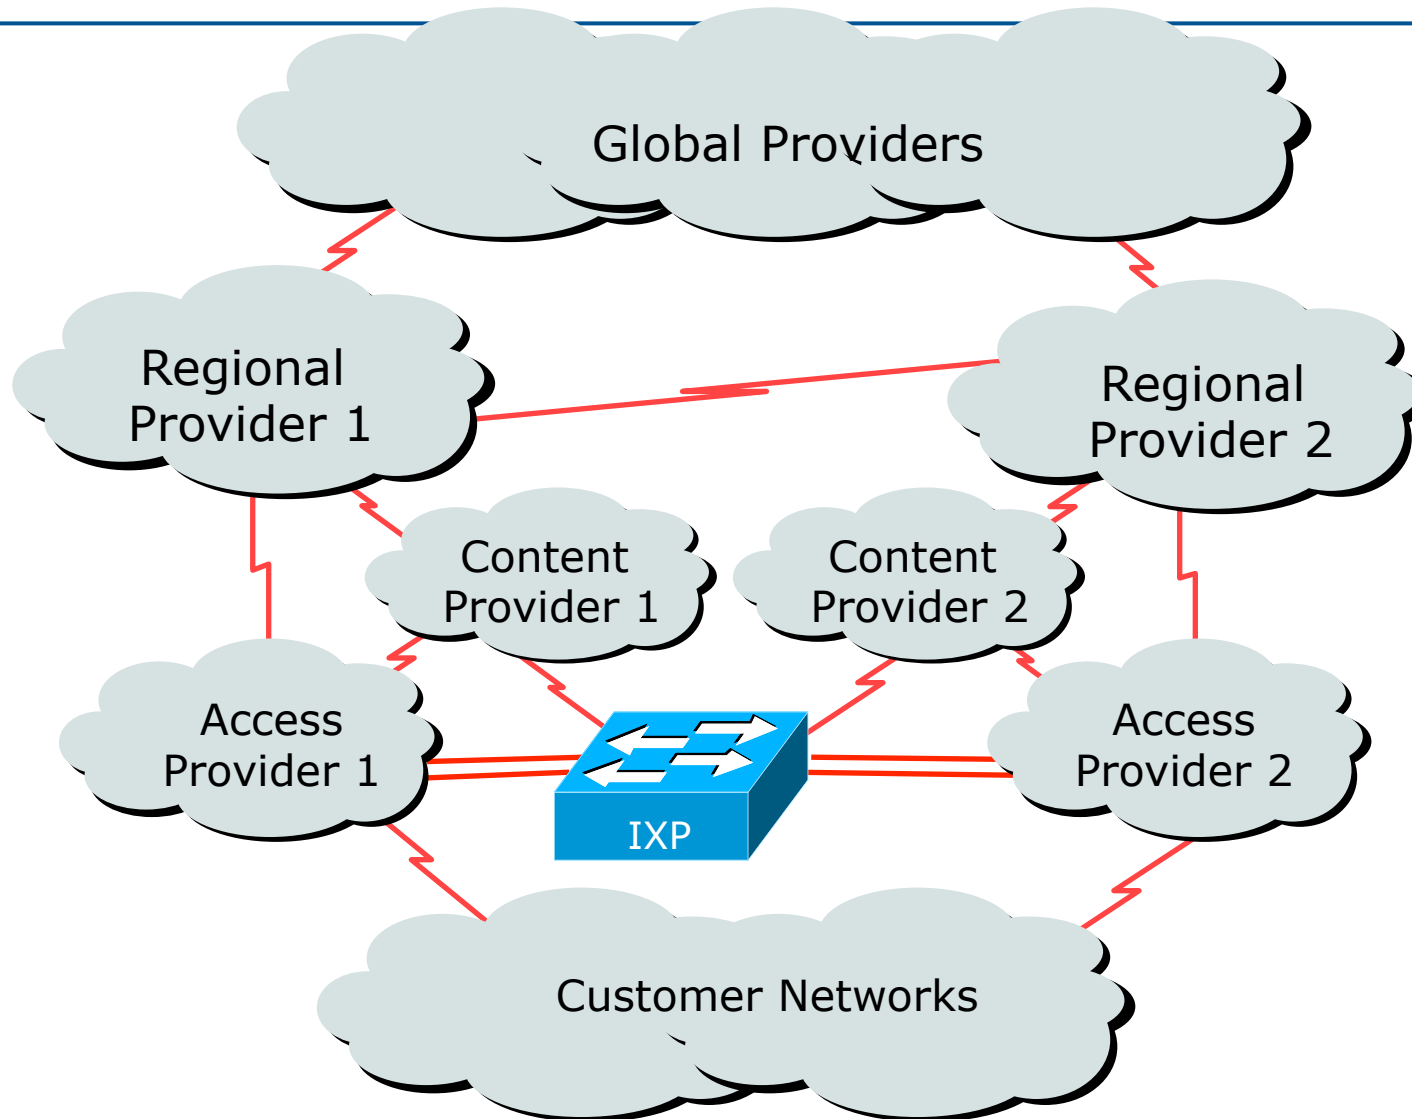 Global Providers
Regional
Provider 1
Regional
Provider 2
Content
Provider 1
Content
Provider 2
Access
Provider 1
Access
Provider 2
IXP
Customer Networks